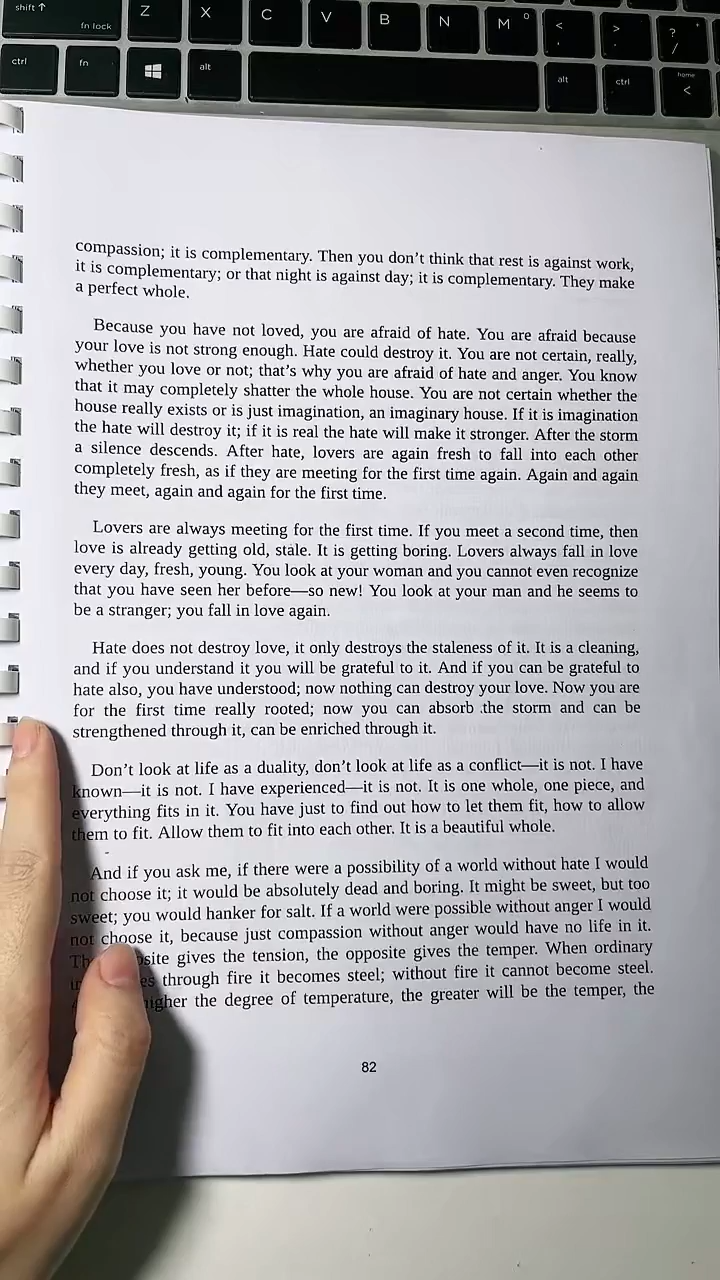 shift ↑
fn lock
Z X C V B N M < > ? /
ctrl fn alt alt ctrl home <
compassion; it is complementary. Then you don't think that rest is against work,
it is complementary; or that night is against day; it is complementary. They make
a perfect whole.
Because you have not loved, you are afraid of hate. You are afraid because
your love is not strong enough. Hate could destroy it. You are not certain, really,
whether you love or not; that's why you are afraid of hate and anger. You know
that it may completely shatter the whole house. You are not certain whether the
house really exists or is just imagination, an imaginary house. If it is imagination
the hate will destroy it; if it is real the hate will make it stronger. After the storm
a silence descends. After hate, lovers are again fresh to fall into each other
completely fresh, as if they are meeting for the first time again. Again and again
they meet, again and again for the first time.
Lovers are always meeting for the first time. If you meet a second time, then
love is already getting old, stale. It is getting boring. Lovers always fall in love
every day, fresh, young. You look at your woman and you cannot even recognize
that you have seen her before—so new! You look at your man and he seems to
be a stranger; you fall in love again.
Hate does not destroy love, it only destroys the staleness of it. It is a cleaning,
and if you understand it you will be grateful to it. And if you can be grateful to
hate also, you have understood; now nothing can destroy your love. Now you are
for the first time really rooted; now you can absorb the storm and can be
strengthened through it, can be enriched through it.
Don't look at life as a duality, don't look at life as a conflict—it is not. I have
known—it is not. I have experienced—it is not. It is one whole, one piece, and
everything fits in it. You have just to find out how to let them fit, how to allow
them to fit. Allow them to fit into each other. It is a beautiful whole.
And if you ask me, if there were a possibility of a world without hate I would
not choose it; it would be absolutely dead and boring. It might be sweet, but too
sweet; you would hanker for salt. If a world were possible without anger I would
not choose it, because just compassion without anger would have no life in it.
gives the tension, the opposite gives the temper. When ordinary
through fire it becomes steel; without fire it cannot become steel.
higher the degree of temperature, the greater will be the temper, the
82